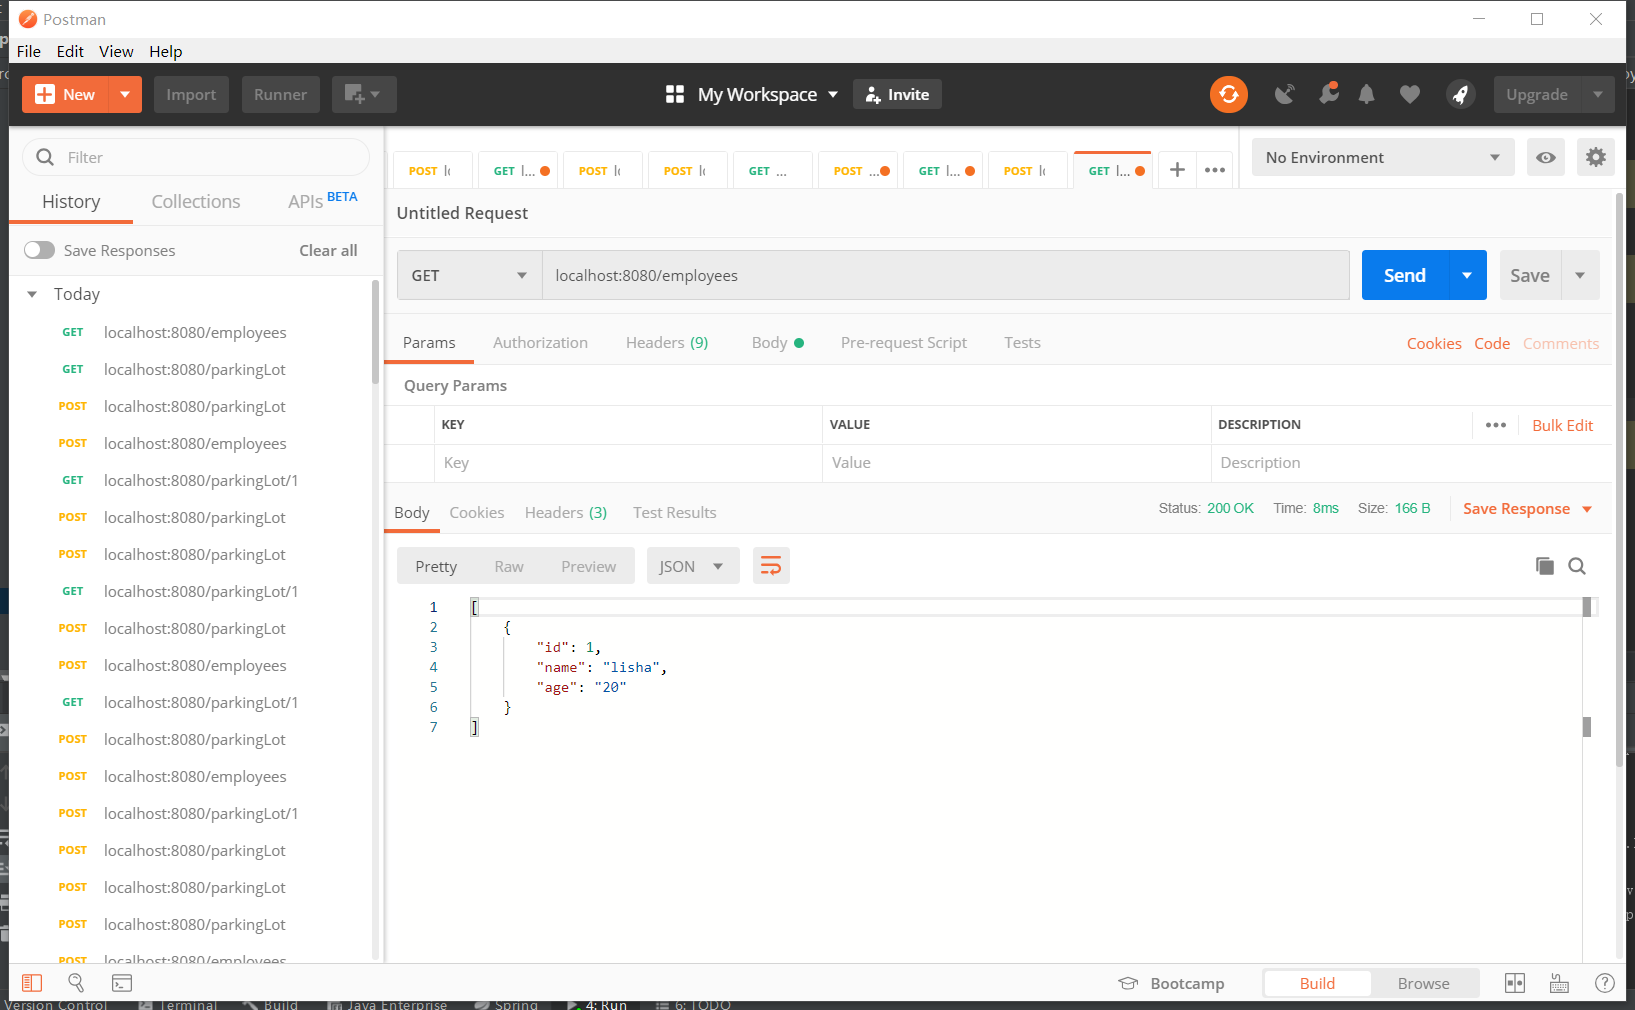 Postman
File Edit View Help
New Import Runner My Workspace Invite Upgrade
Filter
History Collections APIs BETA
Save Responses Clear all
Today
GET localhost:8080/employees
GET localhost:8080/parkingLot
POST localhost:8080/parkingLot
POST localhost:8080/employees
GET localhost:8080/parkingLot/1
POST localhost:8080/parkingLot
POST localhost:8080/parkingLot
GET localhost:8080/parkingLot/1
POST localhost:8080/parkingLot
POST localhost:8080/employees
GET localhost:8080/parkingLot/1
POST localhost:8080/parkingLot
POST localhost:8080/employees
POST localhost:8080/parkingLot/1
POST localhost:8080/parkingLot
POST localhost:8080/parkingLot
POST localhost:8080/parkingLot
POST localhost:8080/employees
POST GET l... POST POST GET ... POST ... GET l... POST GET l... + •••
No Environment
Untitled Request
GET localhost:8080/employees Send Save
Params Authorization Headers (9) Body Pre-request Script Tests Cookies Code Comments
Query Params
KEY VALUE DESCRIPTION ••• Bulk Edit
Key Value Description
Body Cookies Headers (3) Test Results Status: 200 OK Time: 8ms Size: 166 B Save Response
Pretty Raw Preview JSON
1 [
2 {
3 "id": 1,
4 "name": "lisha",
5 "age": "20"
6 }
7 ]
Bootcamp Build Browse
Version Control Terminal Build Java Enterprise Spring 4: Run 6: TODO